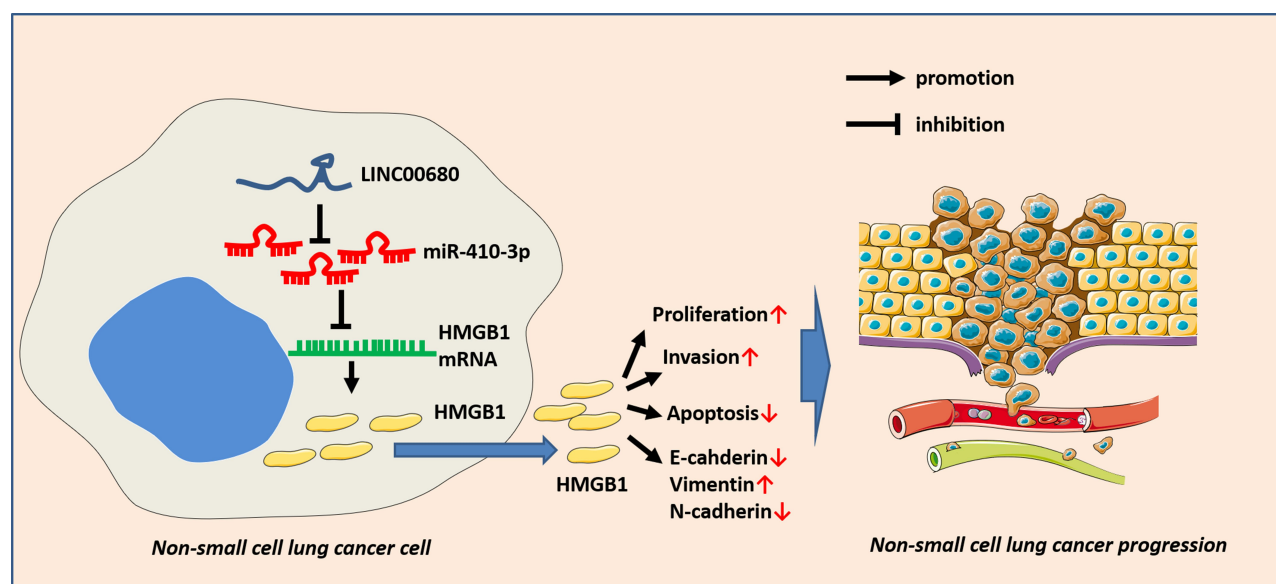 promotion
inhibition
LINC00680
miR-410-3p
HMGB1
mRNA
HMGB1
HMGB1
Proliferation↑
Invasion↑
Apoptosis↓
E-cahderin↓
Vimentin↑
N-cadherin↓
Non-small cell lung cancer cell
Non-small cell lung cancer progression